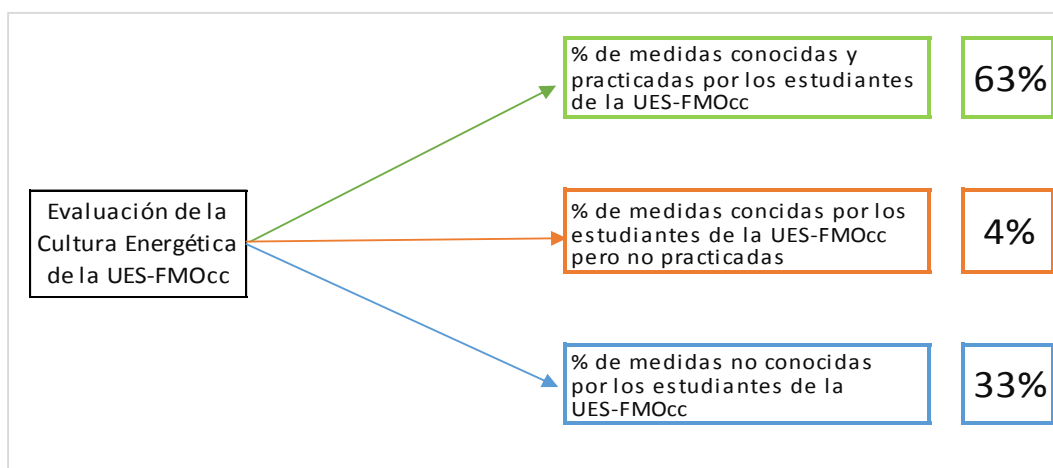 % de medidas conocidas y
practicadas por los estudiantes
de la UES-FMOcc
63%
Evaluación de la
Cultura Energética
de la UES-FMOcc
% de medidas concidas por los
estudiantes de la UES-FMOcc
pero no practicadas
4%
% de medidas no conocidas
por los estudiantes de la
UES-FMOcc
33%